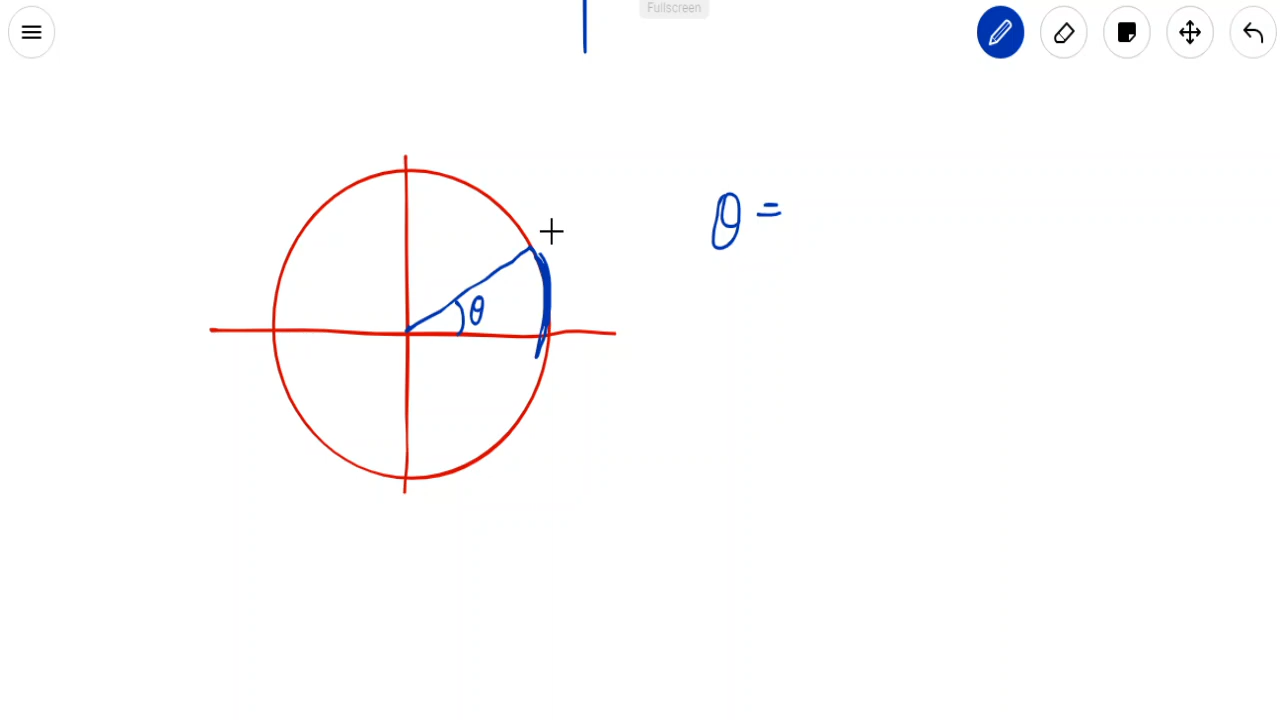 Fullscreen
θ =
θ